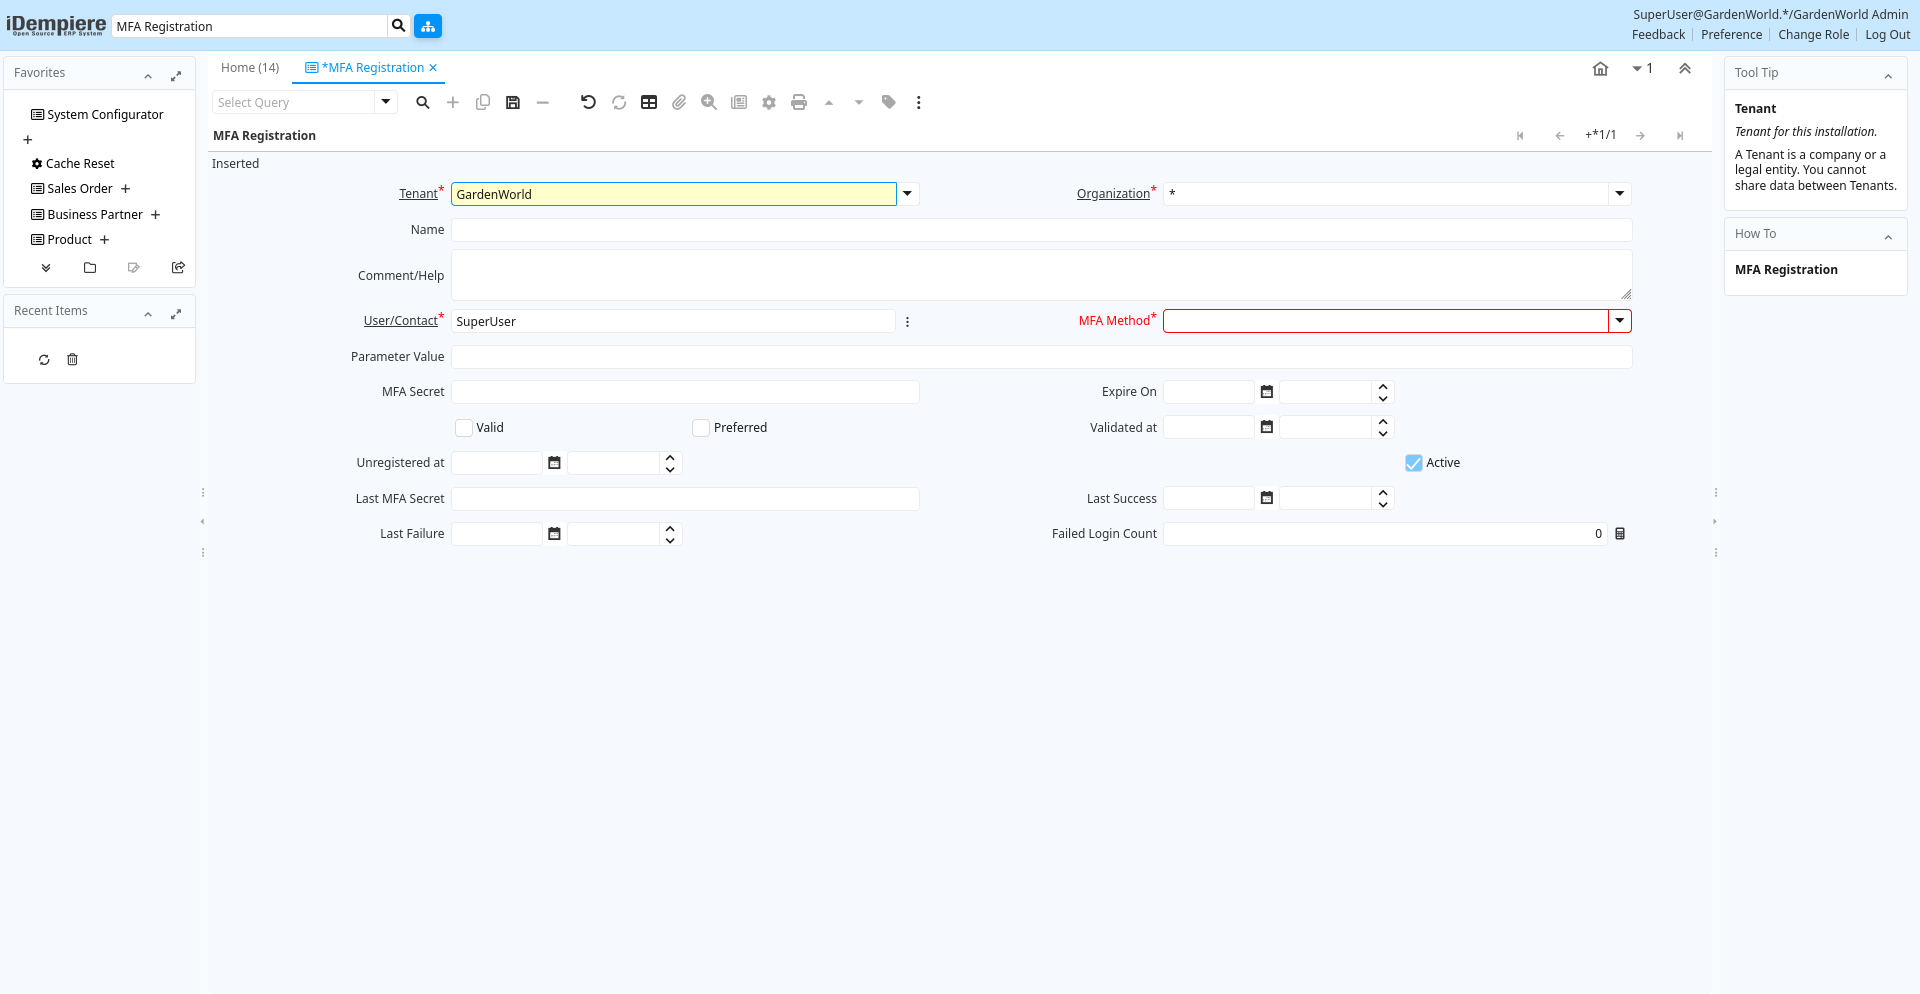 iDempiere
Open Source ERP System
MFA Registration
SuperUser@GardenWorld.*/GardenWorld Admin
Feedback
Preference
Change Role
Log Out
Favorites
System Configurator
Cache Reset
Sales Order
Business Partner
Product
Recent Items
Home (14)
*MFA Registration
1
Select Query
MFA Registration
+*1/1
Inserted
Tenant* GardenWorld
Organization* *
Name
Comment/Help
User/Contact* SuperUser
MFA Method*
Parameter Value
MFA Secret
Expire On
Valid
Preferred
Validated at
Unregistered at
Active
Last MFA Secret
Last Success
Last Failure
Failed Login Count 0
Tool Tip
Tenant
Tenant for this installation.
A Tenant is a company or a
legal entity. You cannot
share data between Tenants.
How To
MFA Registration